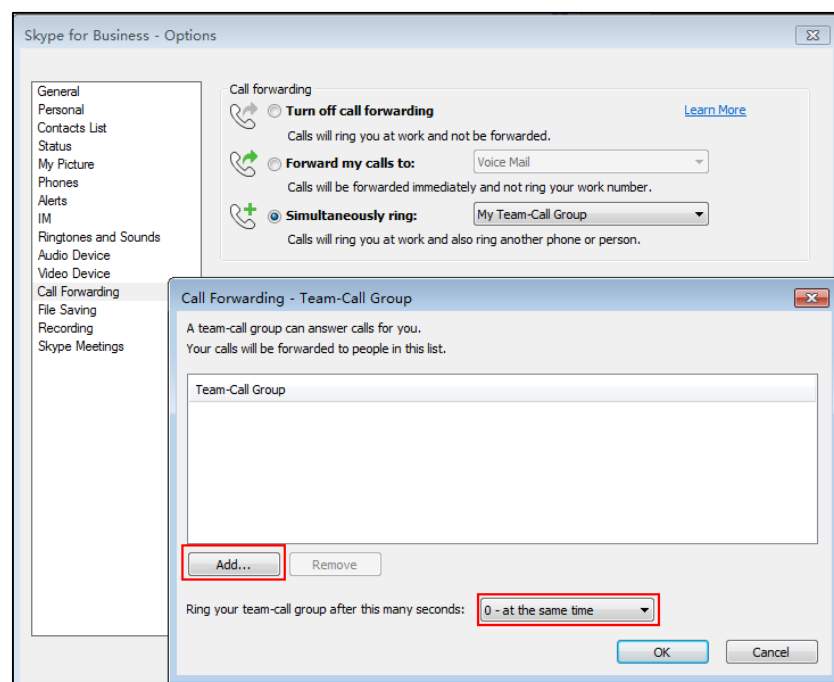 Skype for Business - Options
General
Personal
Contacts List
Status
My Picture
Phones
Alerts
IM
Ringtones and Sounds
Audio Device
Video Device
Call Forwarding
File Saving
Recording
Skype Meetings
Call forwarding
Turn off call forwarding
Learn More
Calls will ring you at work and not be forwarded.
Forward my calls to:
Voice Mail
Calls will be forwarded immediately and not ring your work number.
Simultaneously ring:
My Team-Call Group
Calls will ring you at work and also ring another phone or person.
Call Forwarding - Team-Call Group
A team-call group can answer calls for you.
Your calls will be forwarded to people in this list.
Team-Call Group
Add...
Remove
Ring your team-call group after this many seconds:
0 - at the same time
OK
Cancel